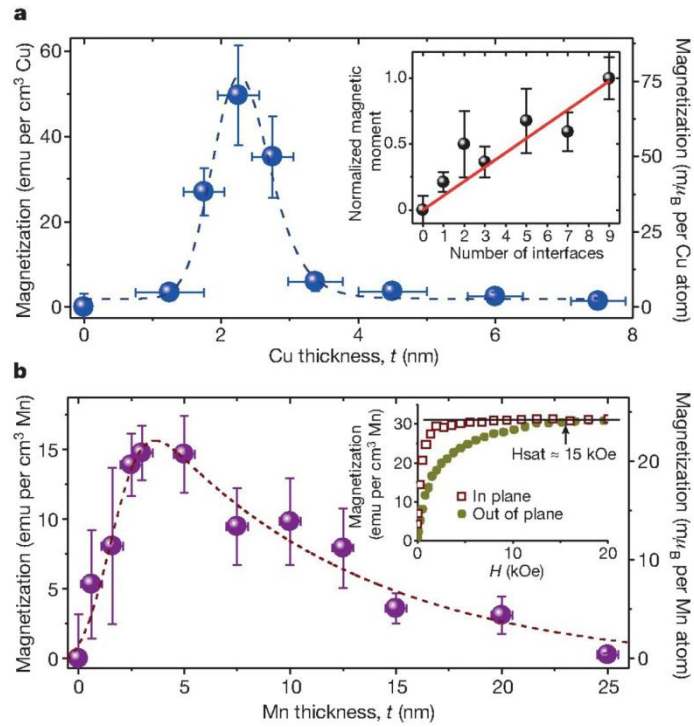 a
Magnetization (emu per cm³ Cu)
60
40
20
0
0
2
4
6
8
Cu thickness, t (nm)
Magnetization (mμB per Cu atom)
75
50
25
0
Normalized magnetic
moment
1.0
0.5
0
0 1 2 3 4 5 6 7 8 9
Number of interfaces
b
Magnetization (emu per cm³ Mn)
15
10
5
0
0
5
10
15
20
25
Mn thickness, t (nm)
Magnetization (mμB per Mn atom)
20
10
0
Magnetization
(emu per cm³ Mn)
30
20
10
0
0
10
20
H (kOe)
Hsat ≈ 15 kOe
In plane
Out of plane